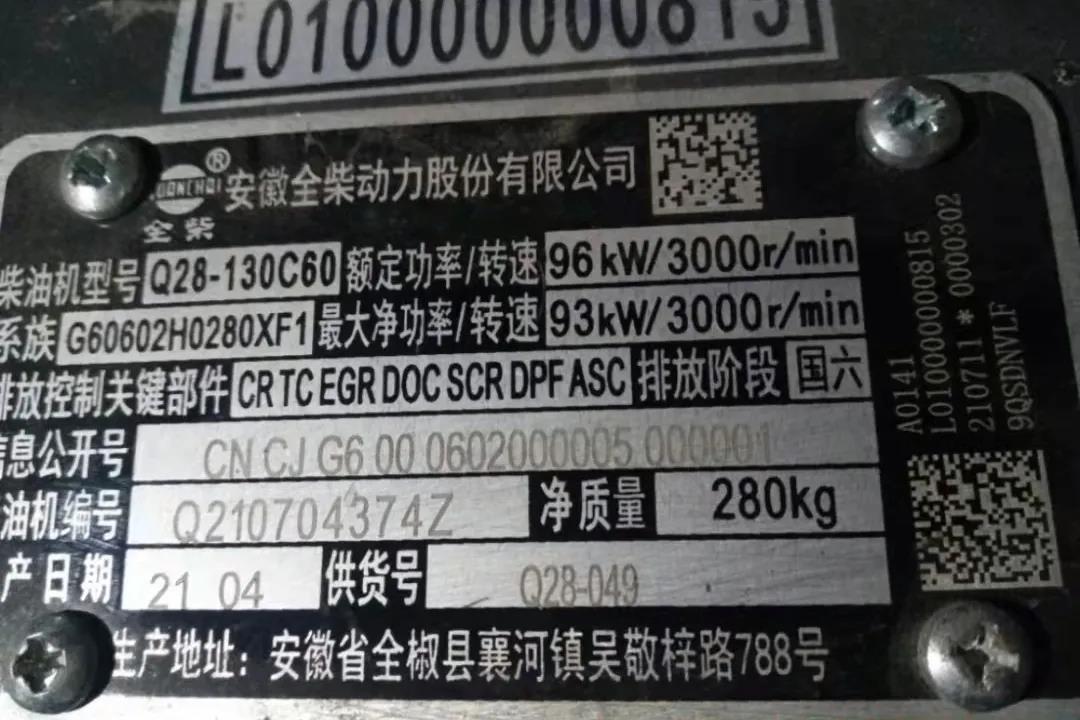 L01000000000815
QUANCHAI ® 安徽全柴动力股份有限公司
全柴
柴油机型号 Q28-130C60 额定功率/转速 96kW/3000r/min
系族 G60602H0280XF1 最大净功率/转速 93kW/3000r/min
排放控制关键部件 CR TC EGR DOC SCR DPF ASC 排放阶段 国六
信息公开号 CN CJ G6 00 0602000005 000001
油机编号 Q210704374Z 净质量 280kg
产日期 21 04 供货号 Q28-049
生产地址：安徽省全椒县襄河镇吴敬梓路788号
A0141
L01000000000815
210711*0000302
9QSDNVLF